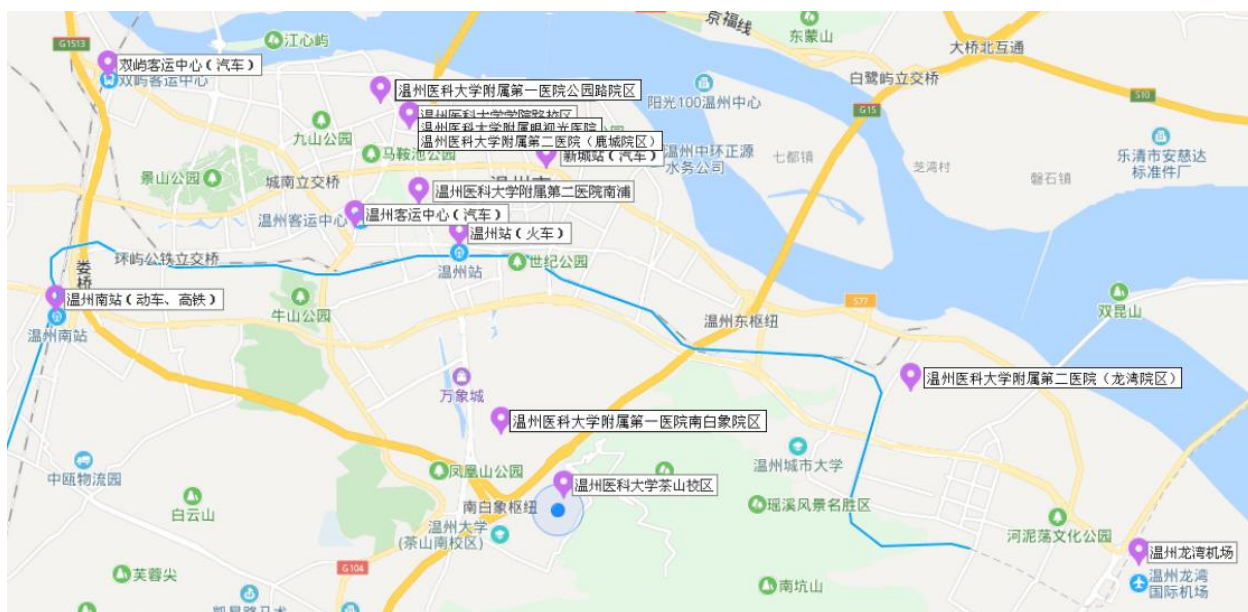 京福线
东蒙山
江心屿
G1513
大桥北互通
双屿客运中心（汽车）
双屿客运中心
白鹭屿立交桥
温州医科大学附属第一医院公园路院区
阳光100温州中心
S10
G15
温州医科大学学院路校区
九山公园
温州医科大学附属眼视光医院
温州医科大学附属第二医院（鹿城院区）
马鞍池公园
新城站（汽车）
温州中环正源
水务公司
七都镇
乐清市安慈达
标准件厂
芝湾村
磐石镇
景山公园
城南立交桥
温州医科大学附属第二医院南浦
温州客运中心（汽车）
温州客运中心
温州站（火车）
环屿公铁立交桥
温州站
世纪公园
娄桥
温州南站（动车、高铁）
温州南站
牛山公园
S77
双昆山
温州东枢纽
温州医科大学附属第二医院（龙湾院区）
万象城
温州医科大学附属第一医院南白象院区
温州城市大学
中瓯物流园
凤凰山公园
温州医科大学茶山校区
白云山
南白象枢纽
瑶溪风景名胜区
温州大学
(茶山南校区)
河泥荡文化公园
温州龙湾机场
G104
芙蓉尖
南坑山
温州龙湾
国际机场